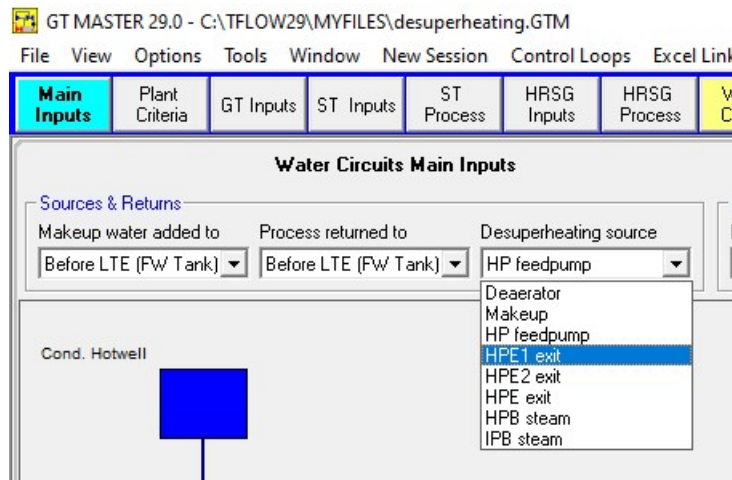 GT MASTER 29.0 - C:\TFLOW29\MYFILES\desuperheating.GTM
File View Options Tools Window New Session Control Loops Excel Link
Main Inputs
Plant Criteria
GT Inputs
ST Inputs
ST Process
HRSG Inputs
HRSG Process
Water Circuits Main Inputs
Sources & Returns
Makeup water added to
Process returned to
Desuperheating source
Before LTE (FW Tank)
Before LTE (FW Tank)
HP feedpump
Deaerator
Makeup
HP feedpump
HPE1 exit
HPE2 exit
HPE exit
HPB steam
IPB steam
Cond. Hotwell